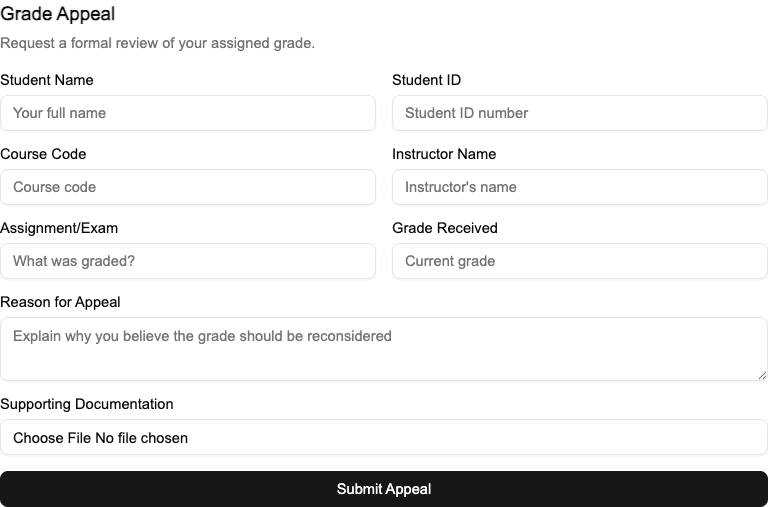 Grade Appeal
Request a formal review of your assigned grade.
Student Name
Student ID
Your full name
Student ID number
Course Code
Instructor Name
Course code
Instructor's name
Assignment/Exam
Grade Received
What was graded?
Current grade
Reason for Appeal
Explain why you believe the grade should be reconsidered
Supporting Documentation
Choose File No file chosen
Submit Appeal